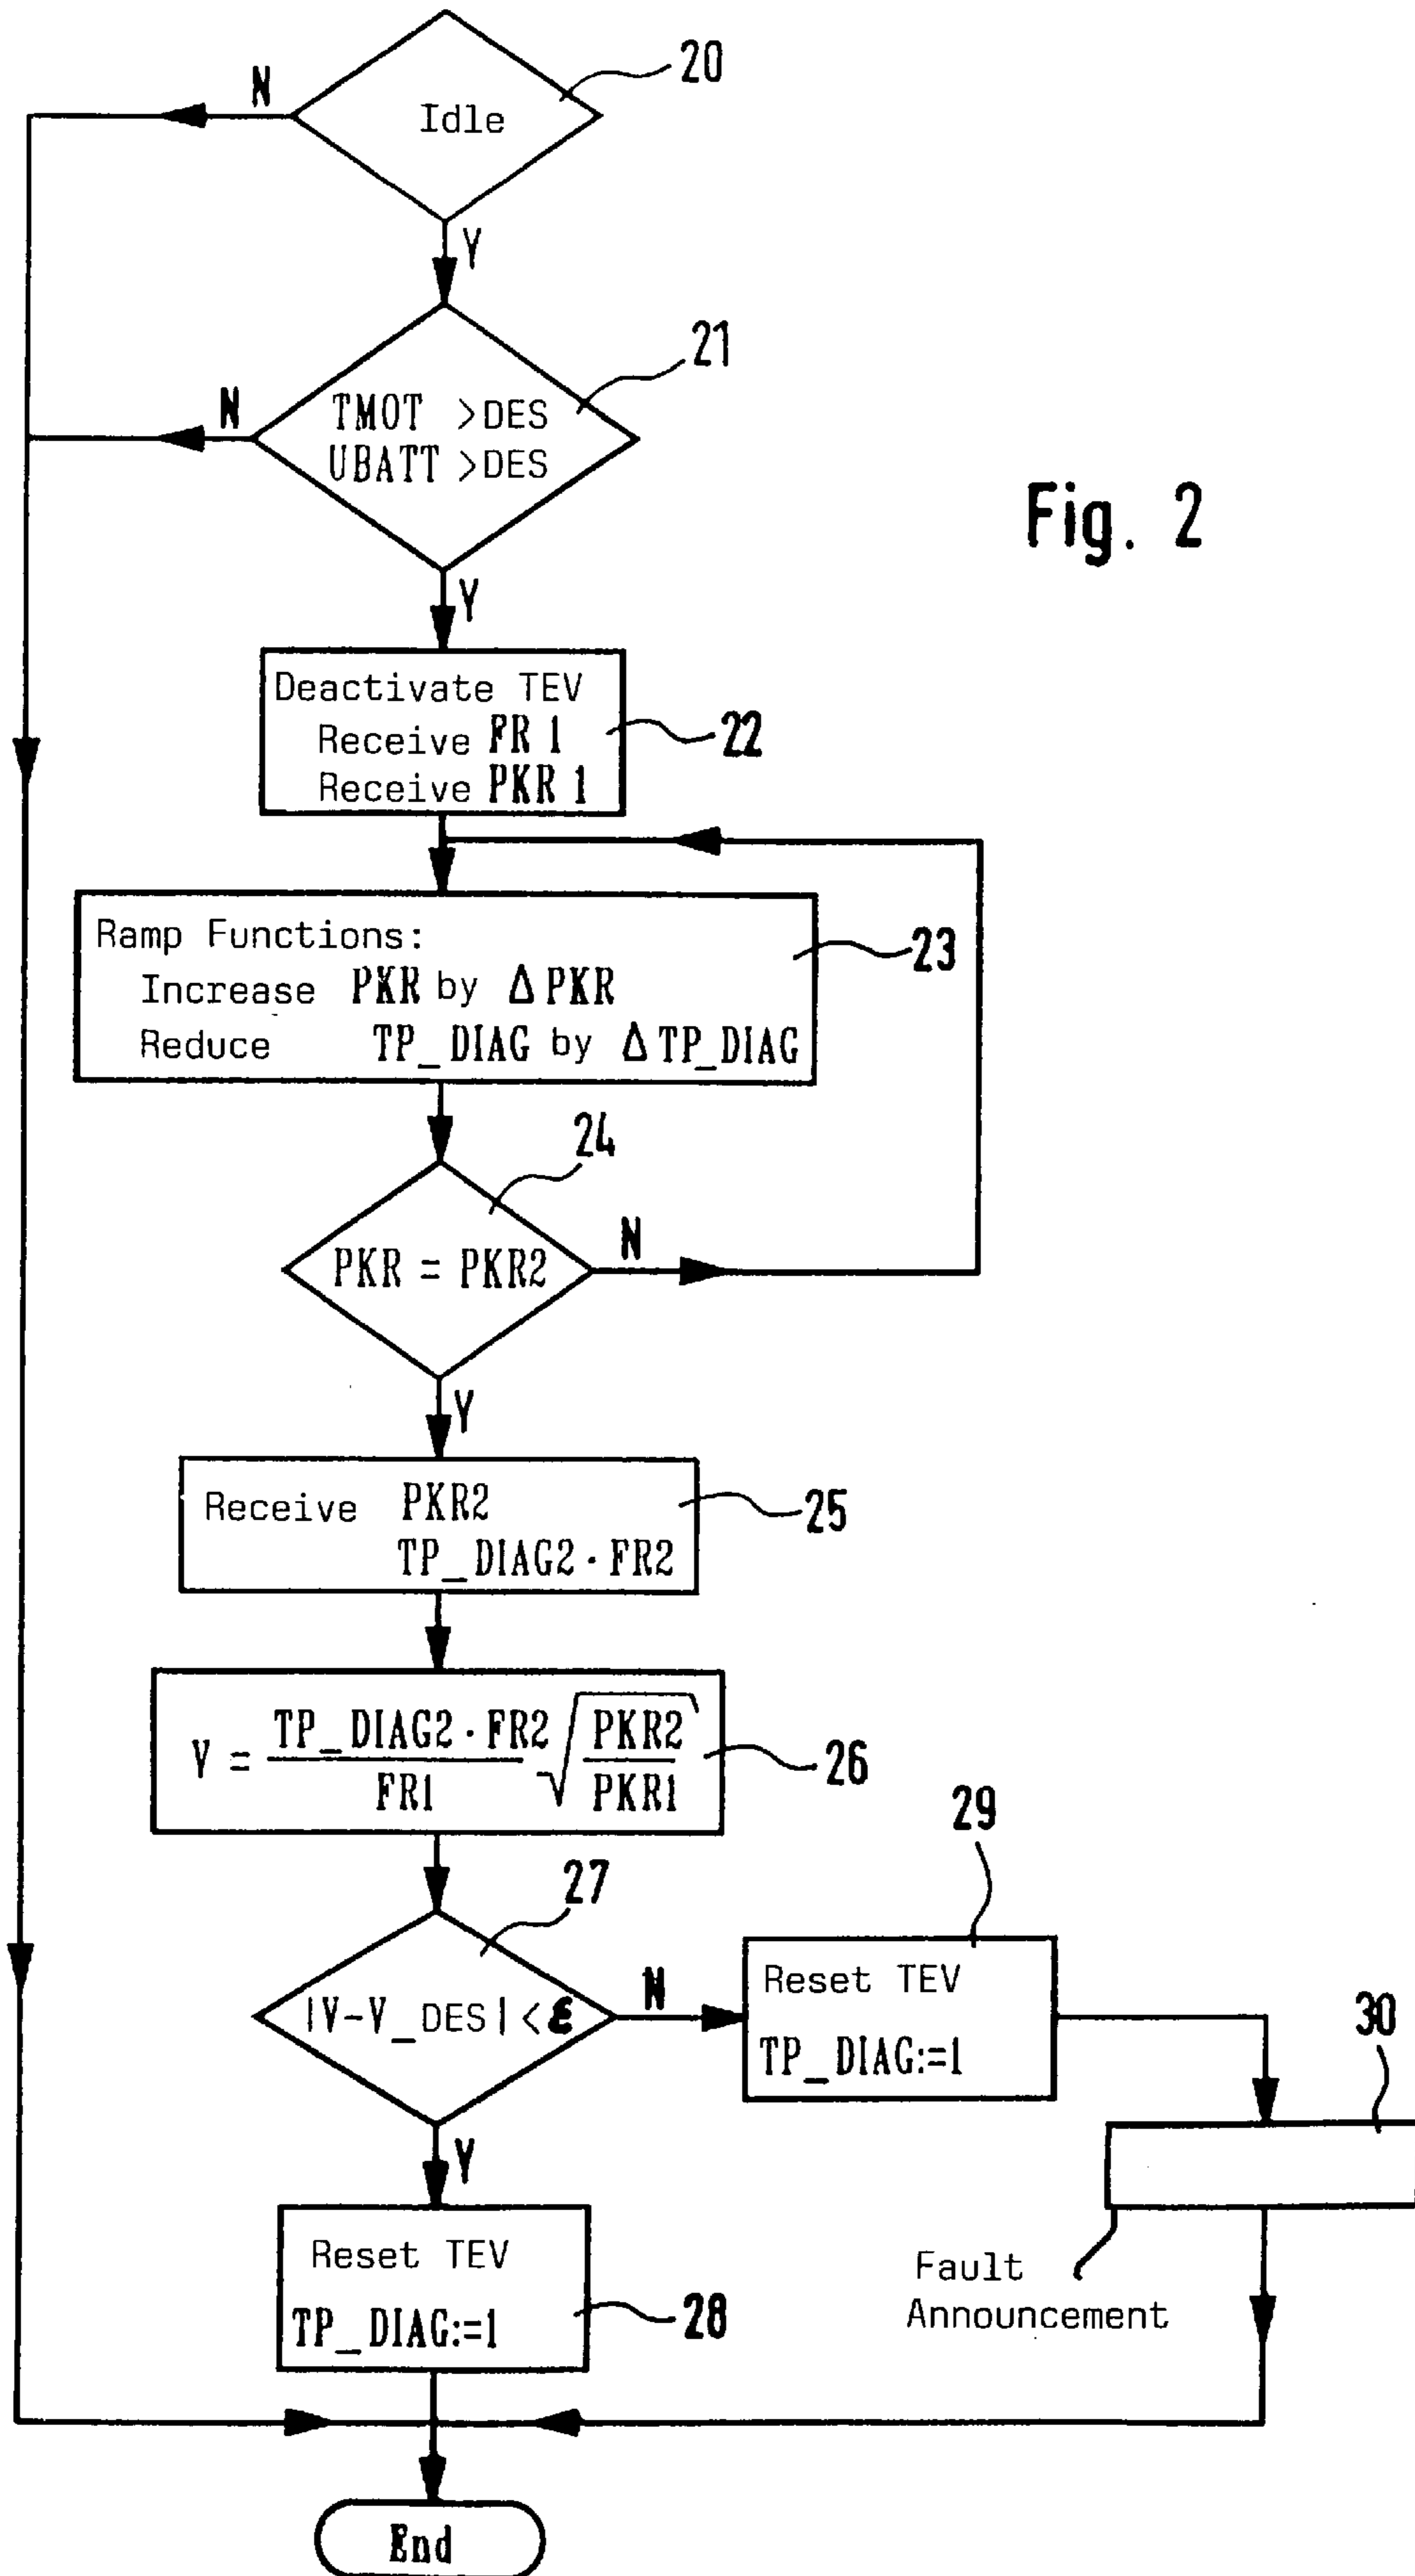 20
N
Idle
Y
21
N
TMOT >DES
UBATT >DES
Fig. 2
Y
Deactivate TEV
Receive FR 1
Receive PKR 1
22
Ramp Functions:
Increase PKR by Δ PKR
Reduce TP_DIAG by Δ TP_DIAG
23
24
PKR = PKR2
N
Y
Receive PKR2
TP_DIAG2 · FR2
25
V = TP_DIAG2 · FR2 / FR1 √ PKR2 / PKR1
26
27
|V-V_DES| < ε
N
29
Reset TEV
TP_DIAG:=1
30
Y
Reset TEV
TP_DIAG:=1
28
Fault
Announcement
End